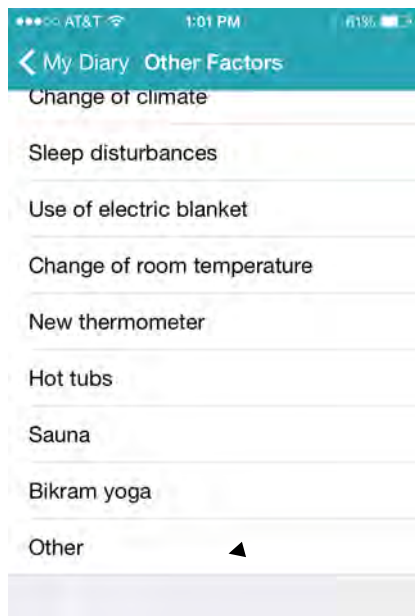 AT&T 1:01 PM 61%
My Diary Other Factors
Change of climate
Sleep disturbances
Use of electric blanket
Change of room temperature
New thermometer
Hot tubs
Sauna
Bikram yoga
Other